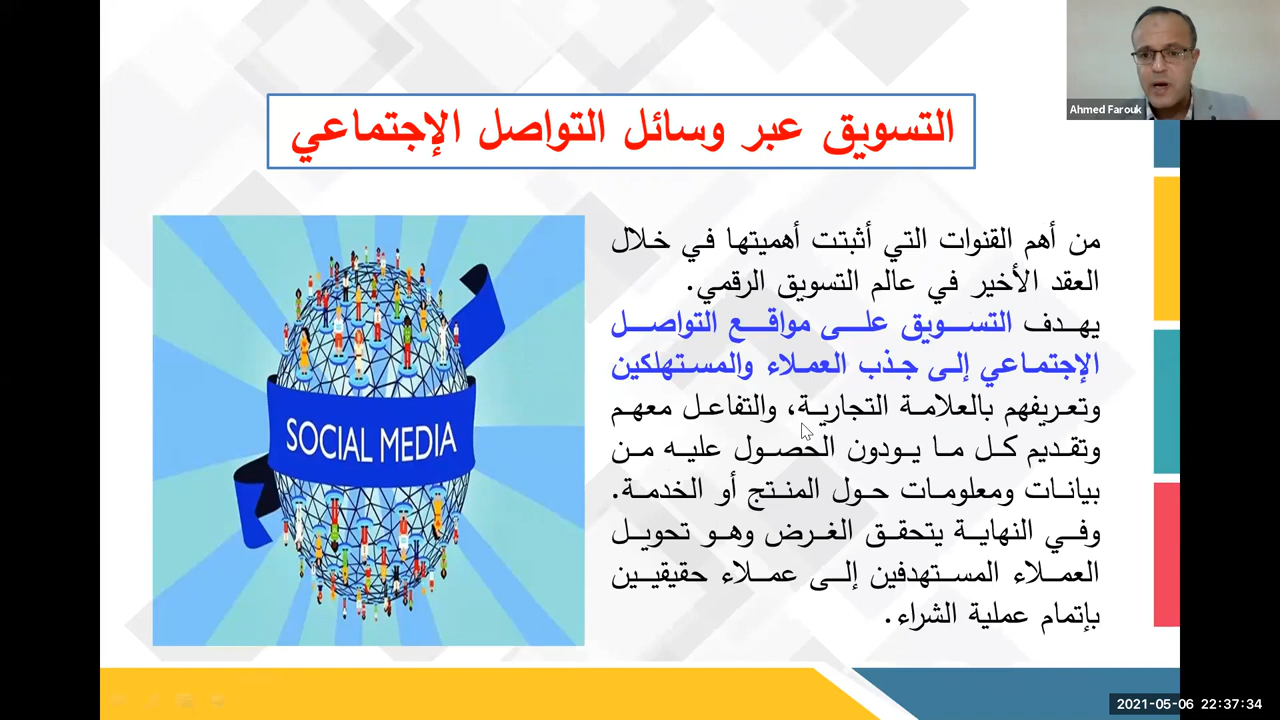 Ahmed Farouk
التسويق عبر وسائل التواصل الإجتماعي
من أهم القنوات التي أثبتت أهميتها في خلال
العقد الأخير في عالم التسويق الرقمي.
يهدف التسويق على مواقع التواصل
الإجتماعي إلى جذب العملاء والمستهلكين
وتعريفهم بالعلامة التجارية، والتفاعل معهم
وتقديم كل ما يودون الحصول عليه من
بيانات ومعلومات حول المنتج أو الخدمة.
وفي النهاية يتحقق الغرض وهو تحويل
العملاء المستهدفين إلى عملاء حقيقيين
بإتمام عملية الشراء.
SOCIAL MEDIA
2021-05-06 22:37:34